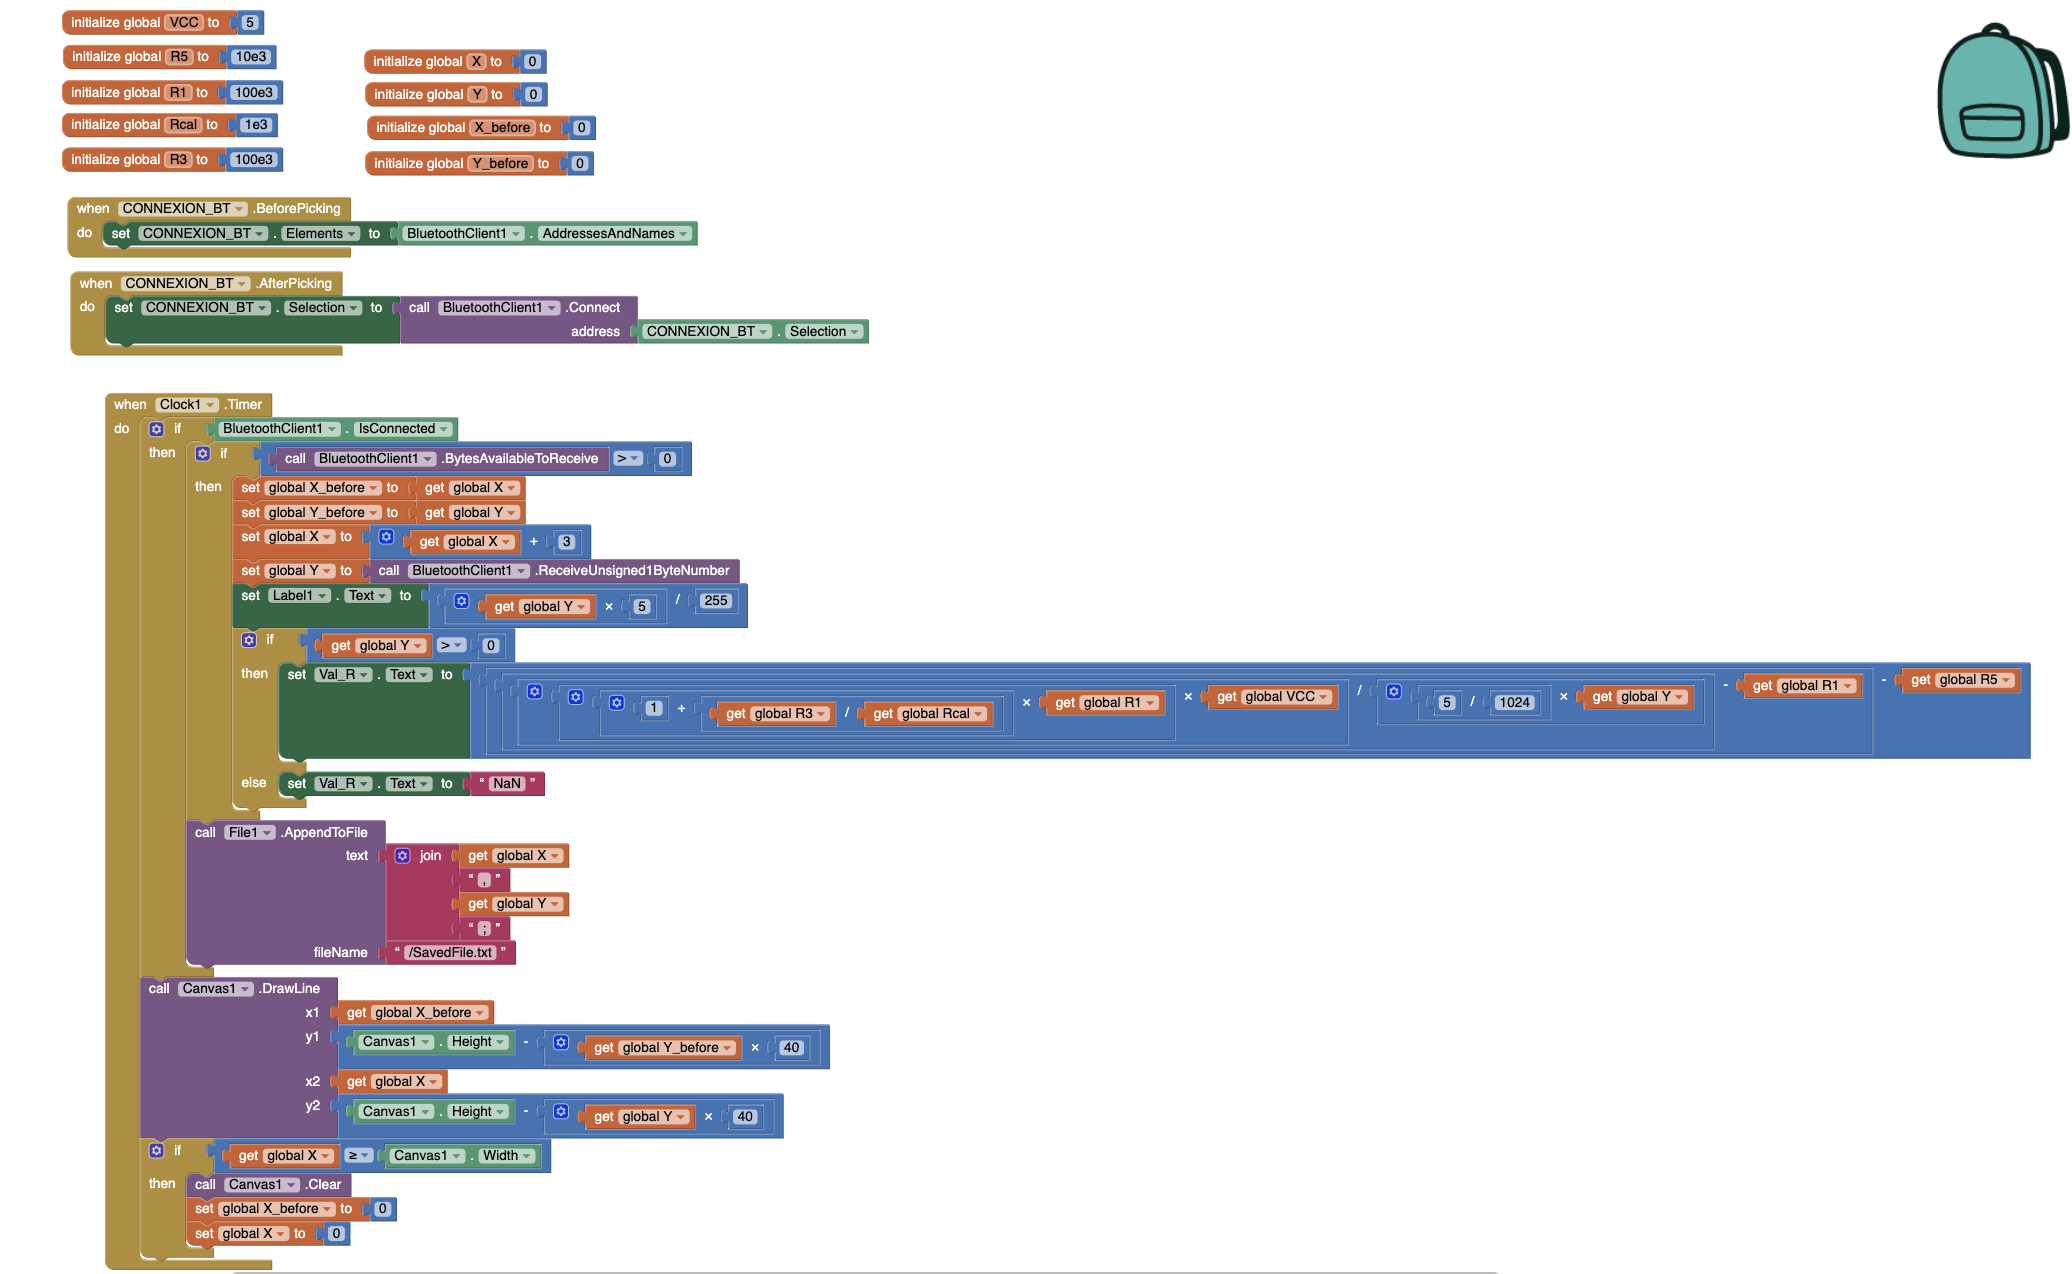 initialize global VCC to 5
initialize global R5 to 10e3
initialize global R1 to 100e3
initialize global Rcal to 1e3
initialize global R3 to 100e3
initialize global X to 0
initialize global Y to 0
initialize global X_before to 0
initialize global Y_before to 0
when CONNEXION_BT .BeforePicking
do set CONNEXION_BT . Elements to BluetoothClient1 . AddressesAndNames
when CONNEXION_BT .AfterPicking
do set CONNEXION_BT . Selection to call BluetoothClient1 .Connect
address CONNEXION_BT . Selection
when Clock1 .Timer
do if BluetoothClient1 . IsConnected
then if call BluetoothClient1 .BytesAvailableToReceive > 0
then set global X_before to get global X
set global Y_before to get global Y
set global X to get global X + 3
set global Y to call BluetoothClient1 .ReceiveUnsigned1ByteNumber
set Label1 . Text to get global Y × 5 / 255
if get global Y > 0
then set Val_R . Text to 1 + get global R3 / get global Rcal × get global R1 × get global VCC / 5 / 1024 × get global Y - get global R1 - get global R5
else set Val_R . Text to “ NaN ”
call File1 .AppendToFile
text join get global X
“ , ”
get global Y
“ ; ”
fileName “ /SavedFile.txt ”
call Canvas1 .DrawLine
x1 get global X_before
y1 Canvas1 . Height - get global Y_before × 40
x2 get global X
y2 Canvas1 . Height - get global Y × 40
if get global X ≥ Canvas1 . Width
then call Canvas1 .Clear
set global X_before to 0
set global X to 0